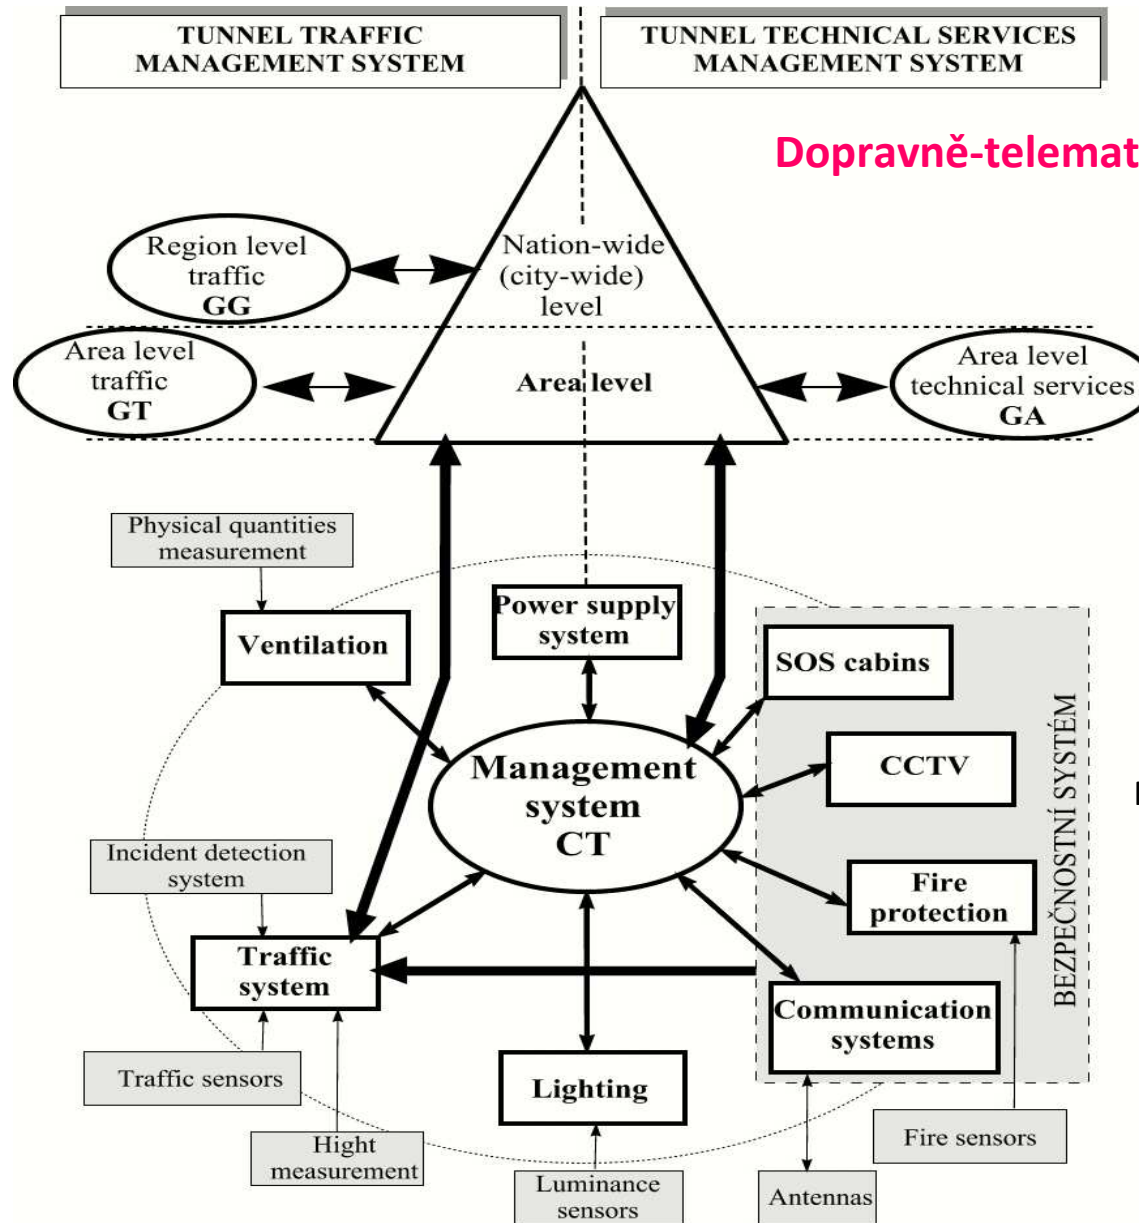 TUNNEL TRAFFIC
MANAGEMENT SYSTEM
TUNNEL TECHNICAL SERVICES
MANAGEMENT SYSTEM
Dopravně-telemat
Region level
traffic
GG
Nation-wide
(city-wide)
level
Area level
traffic
GT
Area level
Area level
technical services
GA
Physical quantities
measurement
Ventilation
Power supply
system
SOS cabins
CCTV
BEZPEČNOSTNÍ SYSTÉM
Management
system
CT
Incident detection
system
Fire
protection
Traffic
system
Communication
systems
Traffic sensors
Lighting
Hight
measurement
Fire sensors
Luminance
sensors
Antennas